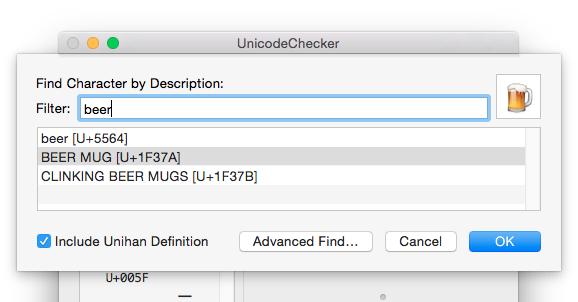 UnicodeChecker
Find Character by Description:
Filter: beer
beer [U+5564]
BEER MUG [U+1F37A]
CLINKING BEER MUGS [U+1F37B]
Include Unihan Definition
Advanced Find... Cancel OK
U+005F